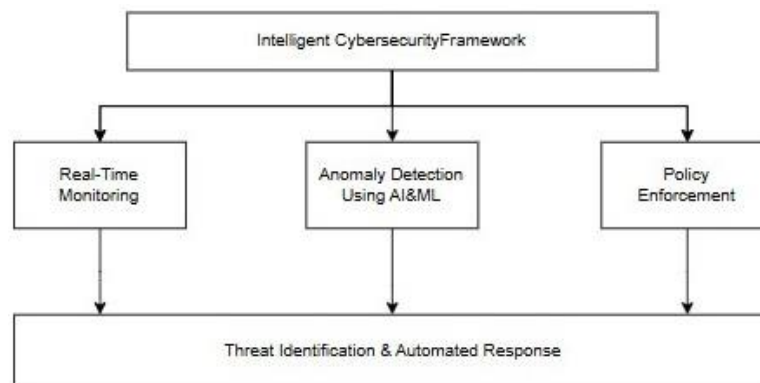 Intelligent CybersecurityFramework
Real-Time
Monitoring
Anomaly Detection
Using AI&ML
Policy
Enforcement
Threat Identification & Automated Response